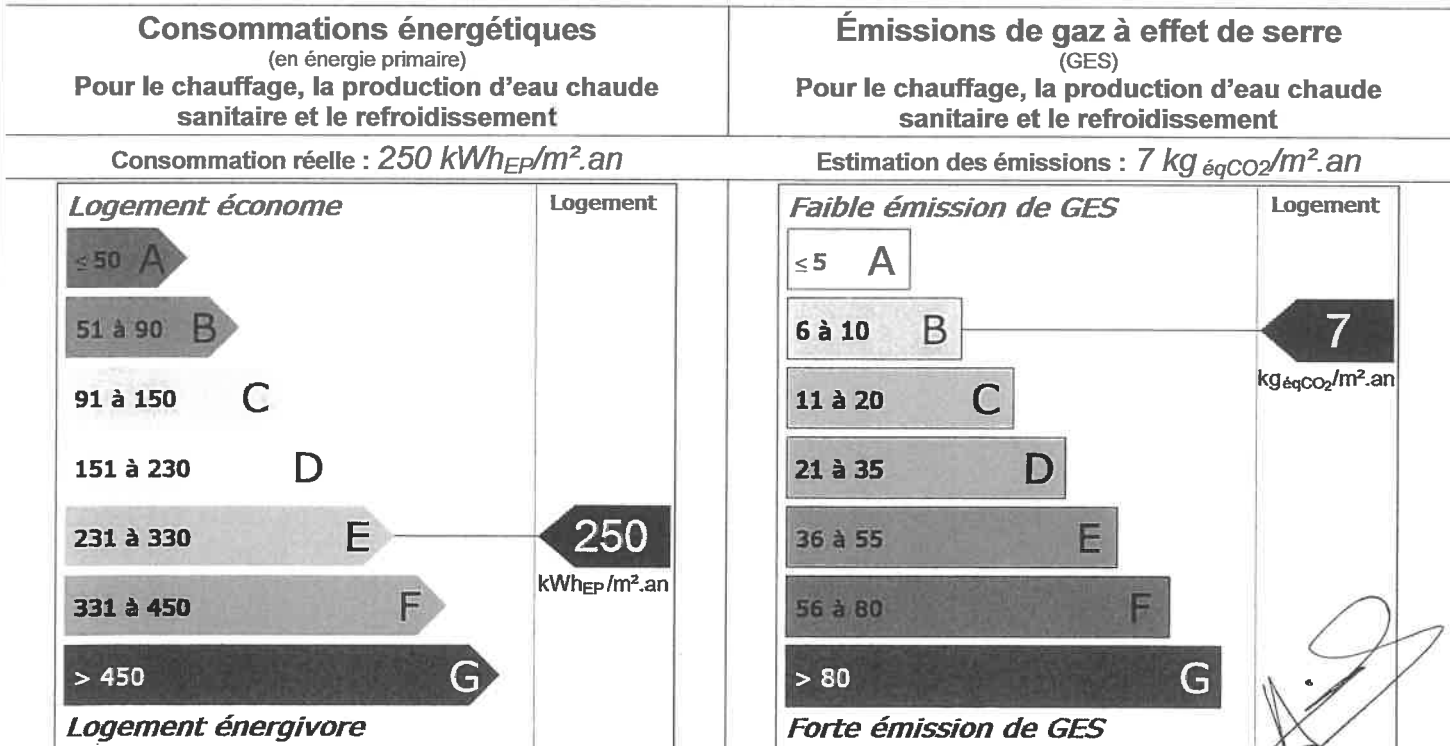 Consommations énergétiques
(en énergie primaire)
Pour le chauffage, la production d'eau chaude
sanitaire et le refroidissement
Consommation réelle : 250 kWhEP/m².an
Logement économe
Logement
≤ 50 A
51 à 90 B
91 à 150 C
151 à 230 D
231 à 330 E
250
kWhEP/m².an
331 à 450 F
> 450 G
Logement énergivore
Émissions de gaz à effet de serre
(GES)
Pour le chauffage, la production d'eau chaude
sanitaire et le refroidissement
Estimation des émissions : 7 kg éqCO2/m².an
Faible émission de GES
Logement
≤ 5 A
6 à 10 B
7
kgéqCO2/m².an
11 à 20 C
21 à 35 D
36 à 55 E
56 à 80 F
> 80 G
Forte émission de GES